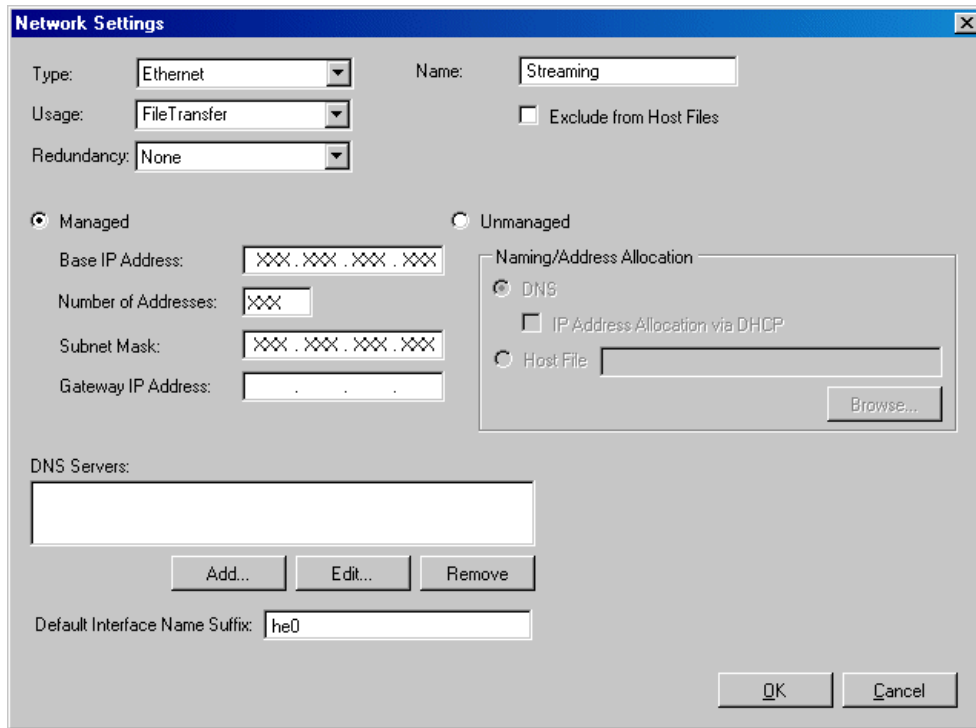 Network Settings
Type: Ethernet Name: Streaming
Usage: FileTransfer Exclude from Host Files
Redundancy: None
Managed Unmanaged
Base IP Address: XXX . XXX . XXX . XXX Naming/Address Allocation
DNS
Number of Addresses: XXX
IP Address Allocation via DHCP
Subnet Mask: XXX . XXX . XXX . XXX
Host File
Gateway IP Address: . . .
Browse...
DNS Servers:
Add... Edit... Remove
Default Interface Name Suffix: he0
OK Cancel